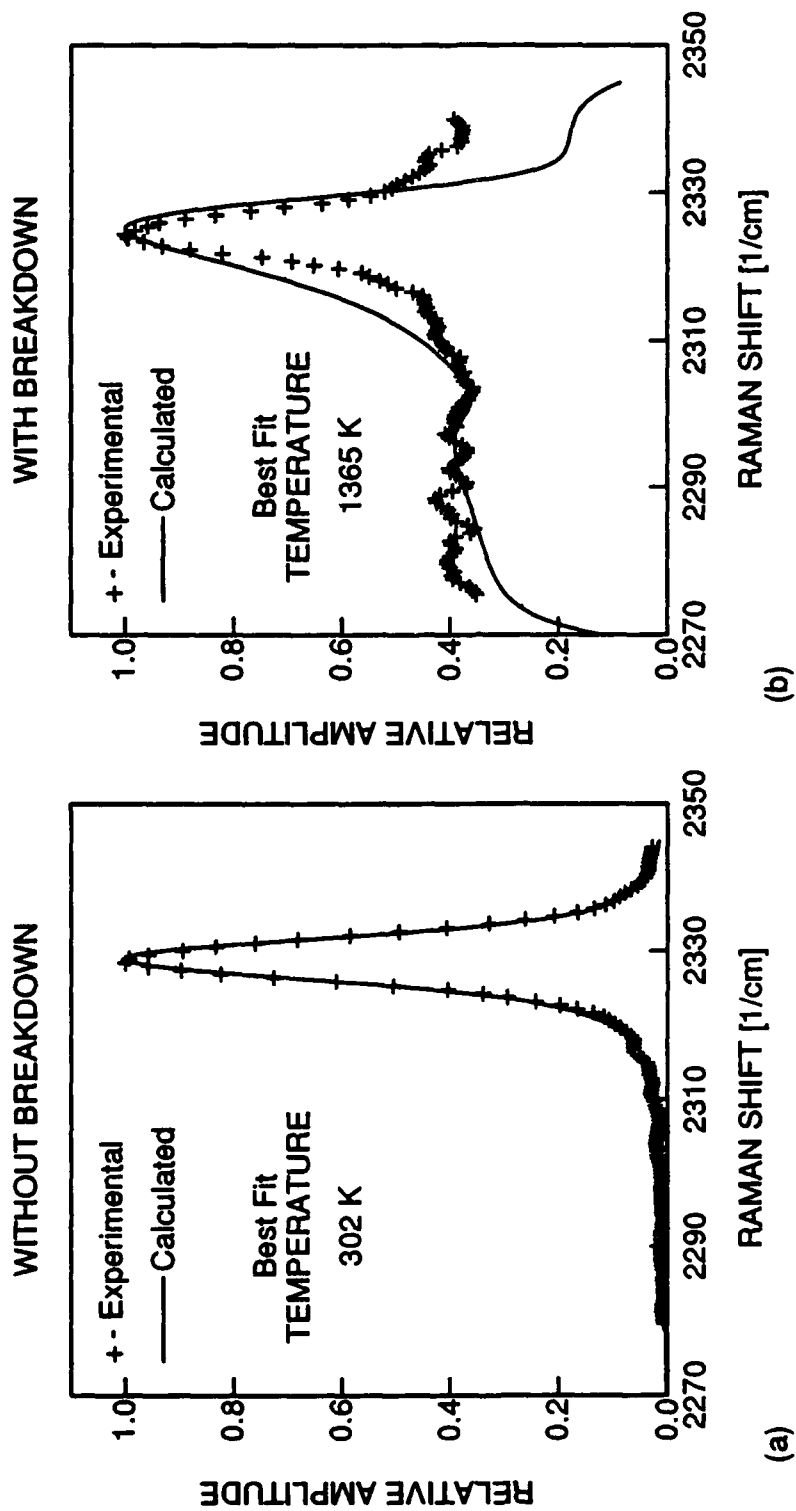 WITHOUT BREAKDOWN
+ - Experimental
Calculated
Best Fit
TEMPERATURE
302 K
RELATIVE AMPLITUDE
1.0
0.8
0.6
0.4
0.2
0.0
2270 2290 2310 2330 2350
RAMAN SHIFT [1/cm]
(a)
WITH BREAKDOWN
+ - Experimental
Calculated
Best Fit
TEMPERATURE
1365 K
RELATIVE AMPLITUDE
1.0
0.8
0.6
0.4
0.2
0.0
2270 2290 2310 2330 2350
RAMAN SHIFT [1/cm]
(b)